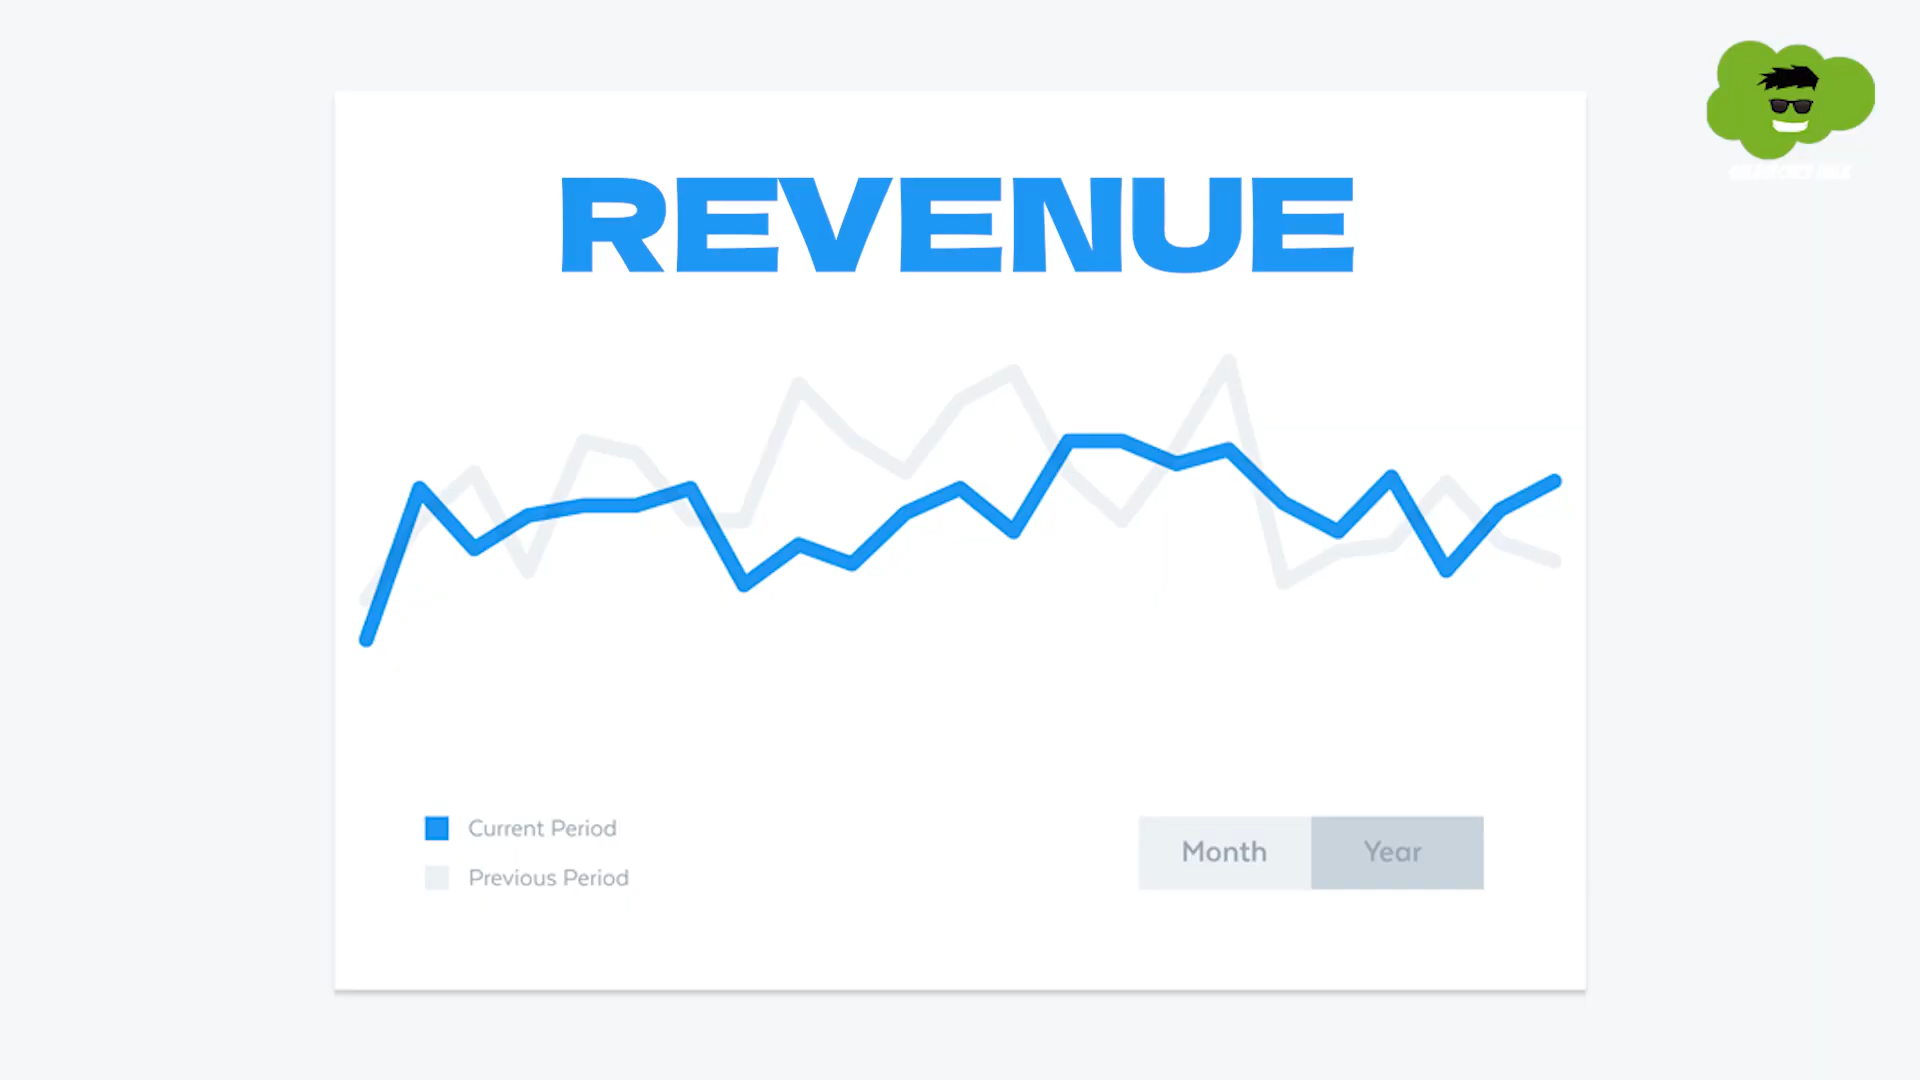 REVENUE
Current Period
Previous Period
Month
Year